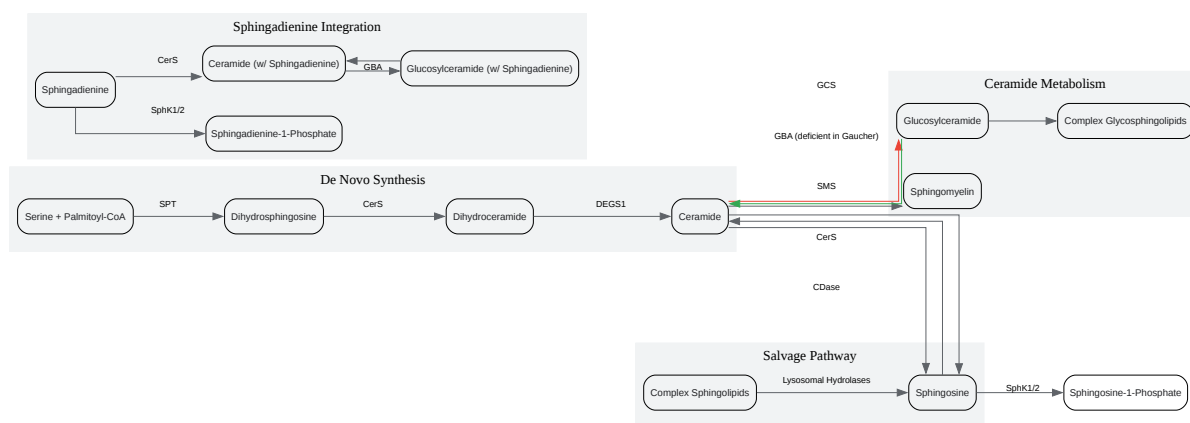 Sphingadienine Integration
CerS
Ceramide (w/ Sphingadienine)
GBA
Glucosylceramide (w/ Sphingadienine)
Sphingadienine
SphK1/2
Sphingadienine-1-Phosphate
GCS
Ceramide Metabolism
Glucosylceramide
Complex Glycosphingolipids
GBA (deficient in Gaucher)
SMS
Sphingomyelin
De Novo Synthesis
Serine + Palmitoyl-CoA
SPT
Dihydrosphingosine
CerS
Dihydroceramide
DEGS1
Ceramide
CerS
CDase
Salvage Pathway
Complex Sphingolipids
Lysosomal Hydrolases
Sphingosine
SphK1/2
Sphingosine-1-Phosphate